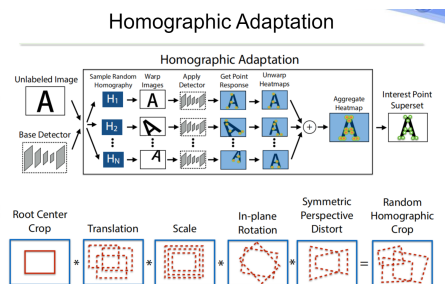 Homographic Adaptation
Homographic Adaptation
Unlabeled Image
A
Base Detector
Sample Random
Homography
Warp
Images
Apply
Detector
Get Point
Response
Unwarp
Heatmaps
Aggregate
Heatmap
Interest Point
Superset
H1 A A A
H2 A A A
HN A A A
+
A
A
Root Center
Crop
Translation
Scale
In-plane
Rotation
Symmetric
Perspective
Distort
Random
Homographic
Crop
* * * * =